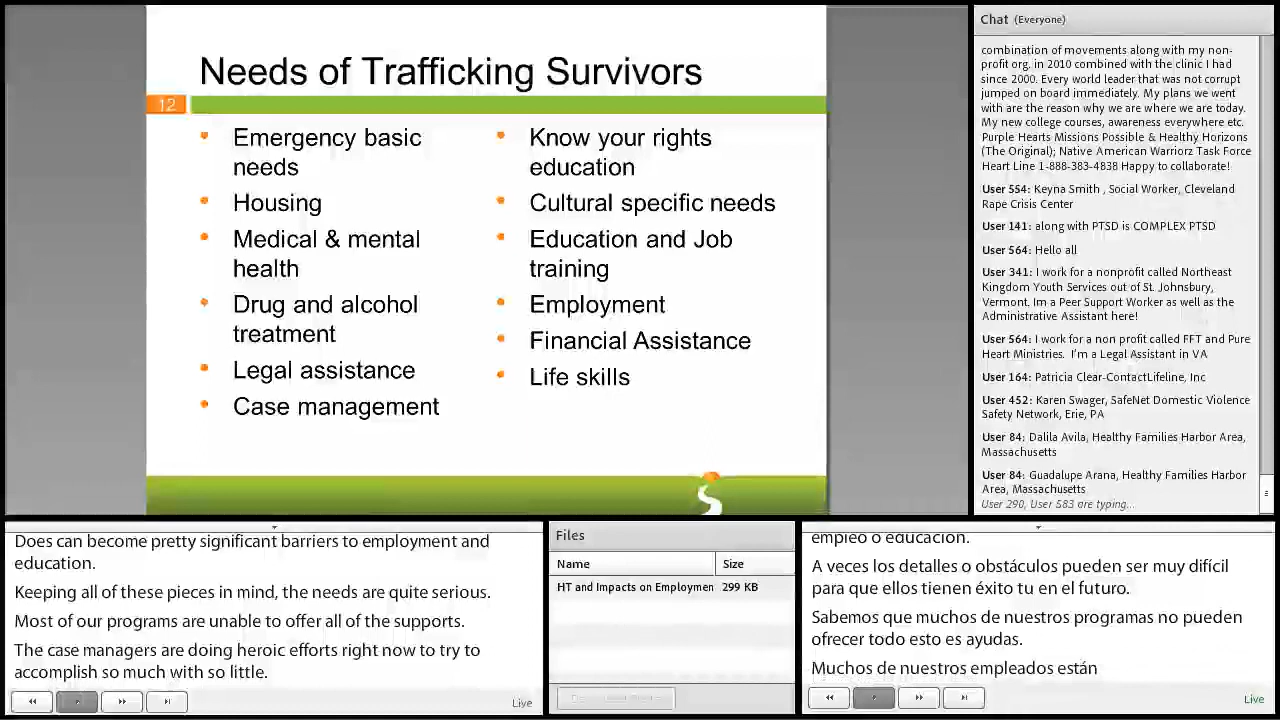 Needs of Trafficking Survivors
12
Emergency basic
needs
Housing
Medical & mental
health
Drug and alcohol
treatment
Legal assistance
Case management
Know your rights
education
Cultural specific needs
Education and Job
training
Employment
Financial Assistance
Life skills
Chat (Everyone)
combination of movements along with my non-
profit org. in 2010 combined with the clinic I had
since 2000. Every world leader that was not corrupt
jumped on board immediately. My plans we went
with are the reason why we are where we are today.
My new college courses, awareness everywhere etc.
Purple Hearts Missions Possible & Healthy Horizons
(The Original); Native American Warriorz Task Force
Heart Line 1-888-383-4838 Happy to collaborate!
User 554: Keyna Smith , Social Worker, Cleveland
Rape Crisis Center
User 141: along with PTSD is COMPLEX PTSD
User 564: Hello all
User 341: I work for a nonprofit called Northeast
Kingdom Youth Services out of St. Johnsbury,
Vermont. Im a Peer Support Worker as well as the
Administrative Assistant here!
User 564: I work for a non profit called FFT and Pure
Heart Ministries. I'm a Legal Assistant in VA
User 164: Patricia Clear-ContactLifeline, Inc
User 452: Karen Swager, SafeNet Domestic Violence
Safety Network, Erie, PA
User 84: Dalila Avila, Healthy Families Harbor Area,
Massachusetts
User 84: Guadalupe Arana, Healthy Families Harbor
Area, Massachusetts
User 290, User 583 are typing...
Does can become pretty significant barriers to employment and
education.
Keeping all of these pieces in mind, the needs are quite serious.
Most of our programs are unable to offer all of the supports.
The case managers are doing heroic efforts right now to try to
accomplish so much with so little.
Live
Files
Name Size
HT and Impacts on Employmen 299 KB
empleo o educación.
A veces los detalles o obstáculos pueden ser muy difícil
para que ellos tienen éxito tu en el futuro.
Sabemos que muchos de nuestros programas no pueden
ofrecer todo esto es ayudas.
Muchos de nuestros empleados están
Live